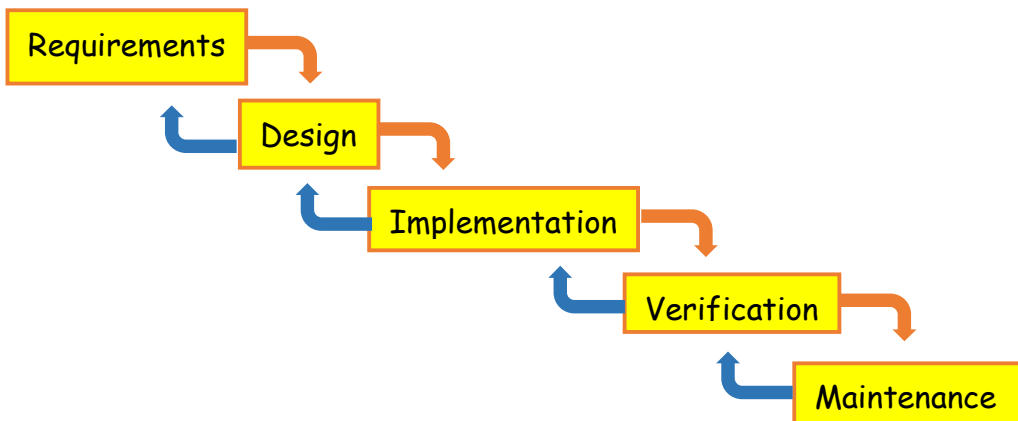 Requirements
Design
Implementation
Verification
Maintenance